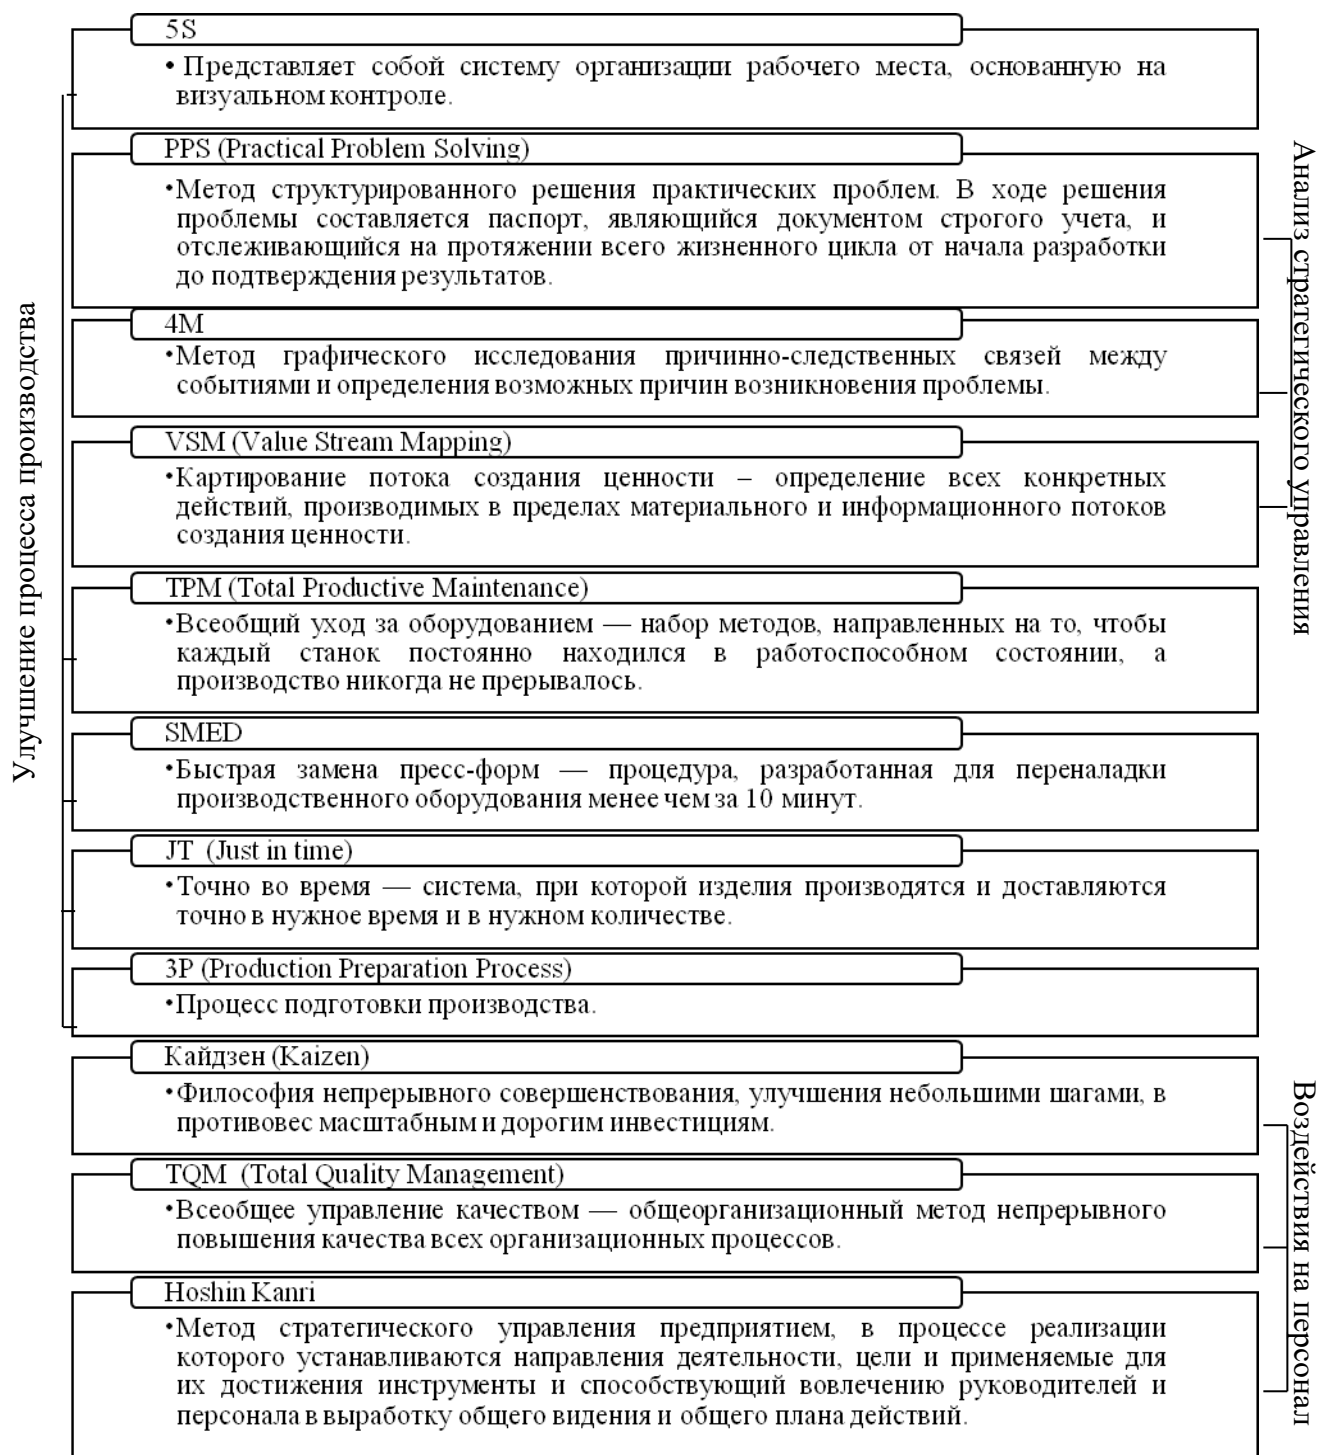 5S
• Представляет собой систему организации рабочего места, основанную на
визуальном контроле.
PPS (Practical Problem Solving)
•Метод структурированного решения практических проблем. В ходе решения
проблемы составляется паспорт, являющийся документом строгого учета, и
отслеживающийся на протяжении всего жизненного цикла от начала разработки
до подтверждения результатов.
4M
•Метод графического исследования причинно-следственных связей между
событиями и определения возможных причин возникновения проблемы.
VSM (Value Stream Mapping)
•Картирование потока создания ценности – определение всех конкретных
действий, производимых в пределах материального и информационного потоков
создания ценности.
TPM (Total Productive Maintenance)
•Всеобщий уход за оборудованием — набор методов, направленных на то, чтобы
каждый станок постоянно находился в работоспособном состоянии, а
производство никогда не прерывалось.
SMED
•Быстрая замена пресс-форм — процедура, разработанная для переналадки
производственного оборудования менее чем за 10 минут.
JT (Just in time)
•Точно во время — система, при которой изделия производятся и доставляются
точно в нужное время и в нужном количестве.
3P (Production Preparation Process)
•Процесс подготовки производства.
Кайдзен (Kaizen)
•Философия непрерывного совершенствования, улучшения небольшими шагами, в
противовес масштабным и дорогим инвестициям.
TQM (Total Quality Management)
•Всеобщее управление качеством — общеорганизационный метод непрерывного
повышения качества всех организационных процессов.
Hoshin Kanri
•Метод стратегического управления предприятием, в процессе реализации
которого устанавливаются направления деятельности, цели и применяемые для
их достижения инструменты и способствующий вовлечению руководителей и
персонала в выработку общего видения и общего плана действий.
Улучшение процесса производства
Анализ стратегического управления
Воздействия на персонал